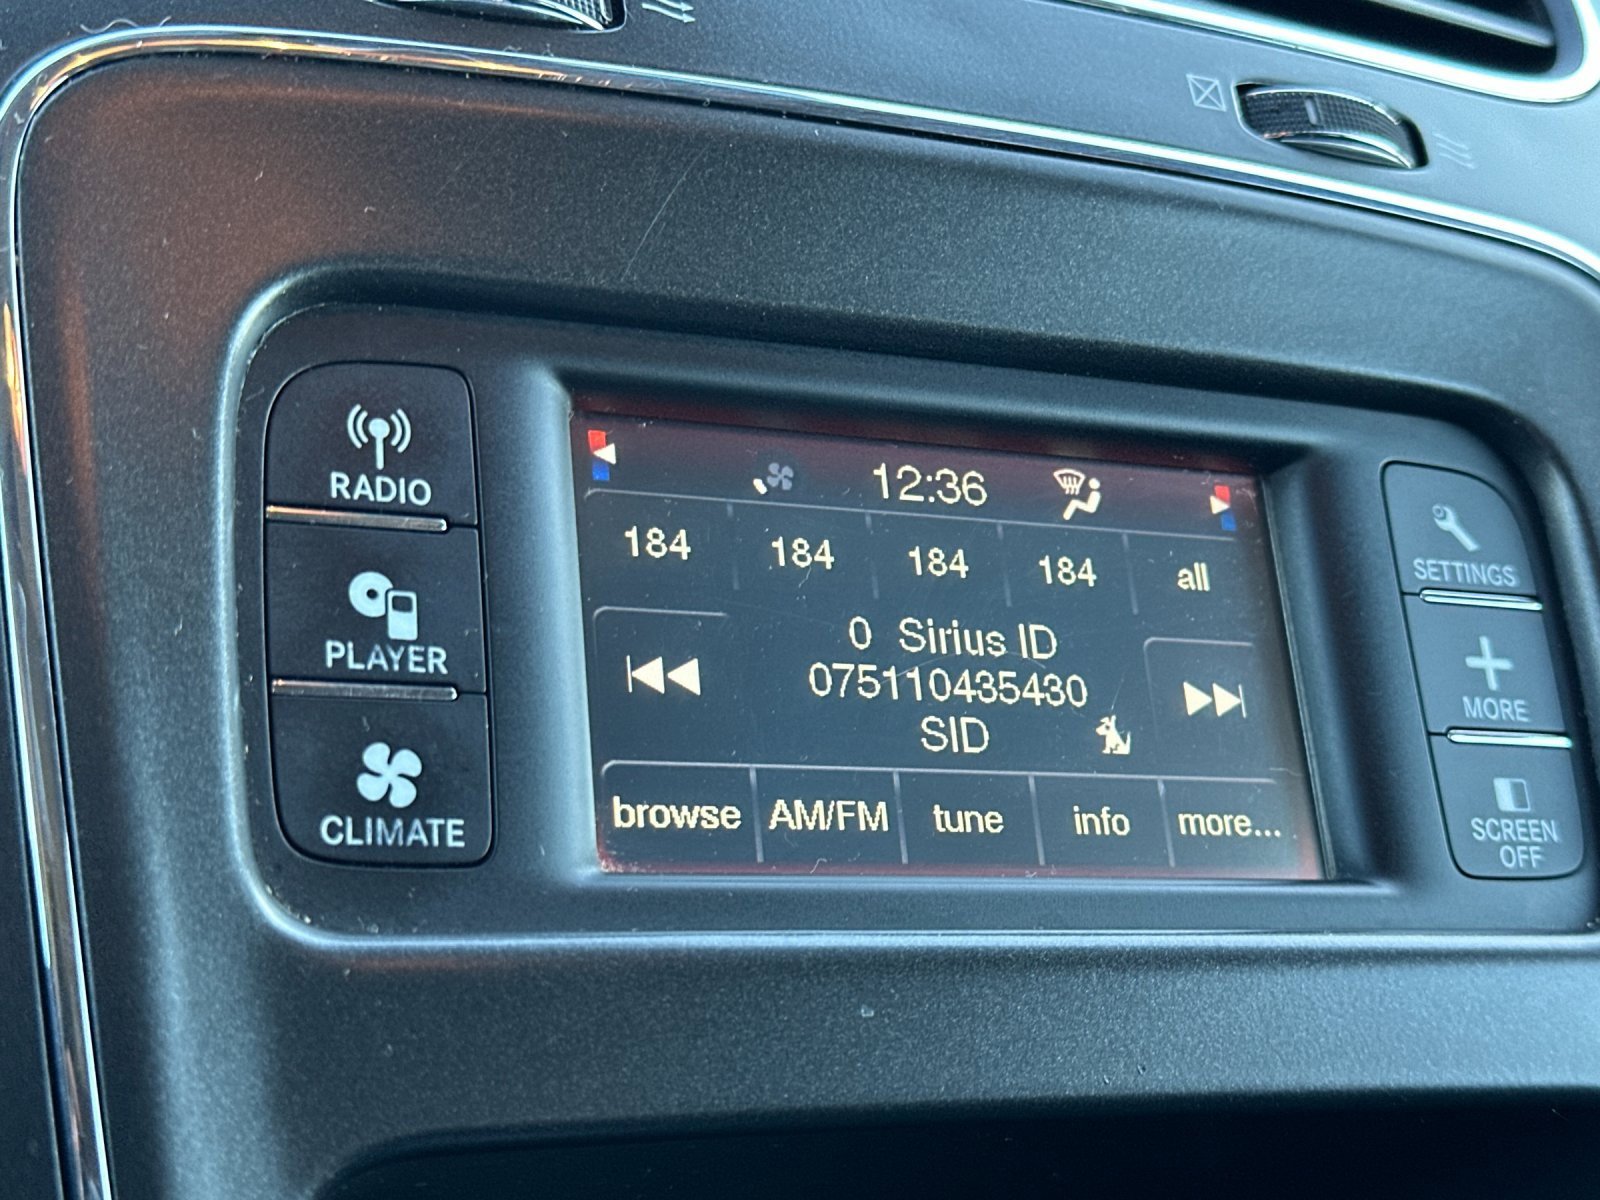 RADIO
PLAYER
CLIMATE
12:36
184 184 184 184 all
0 Sirius ID
075110435430
SID
browse AM/FM tune info more...
SETTINGS
MORE
SCREEN
OFF